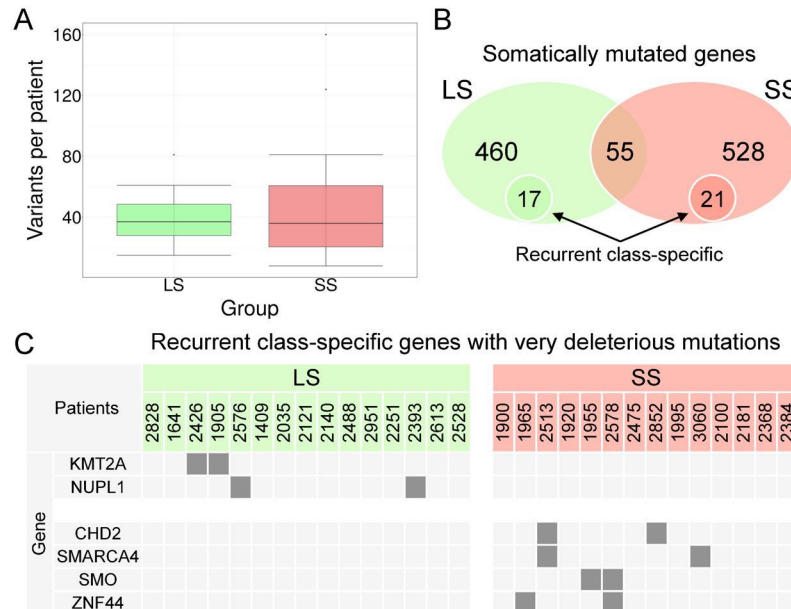 A
Variants per patient
160
120
80
40
LS
SS
Group
B
Somatically mutated genes
LS
SS
460
55
528
17
21
Recurrent class-specific
C
Recurrent class-specific genes with very deleterious mutations
LS
SS
Patients
2828 1641 2426 1905 2576 1409 2035 2121 2140 2488 2951 2251 2393 2613 2528
1900 1965 2513 1920 1955 2578 2475 2852 1995 3060 2100 2181 2368 2384
Gene
KMT2A
NUPL1
CHD2
SMARCA4
SMO
ZNF44